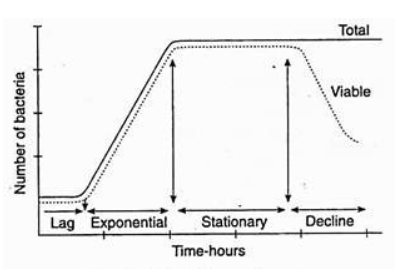 Total
Viable
Number of bacteria
Lag Exponential Stationary Decline
Time-hours